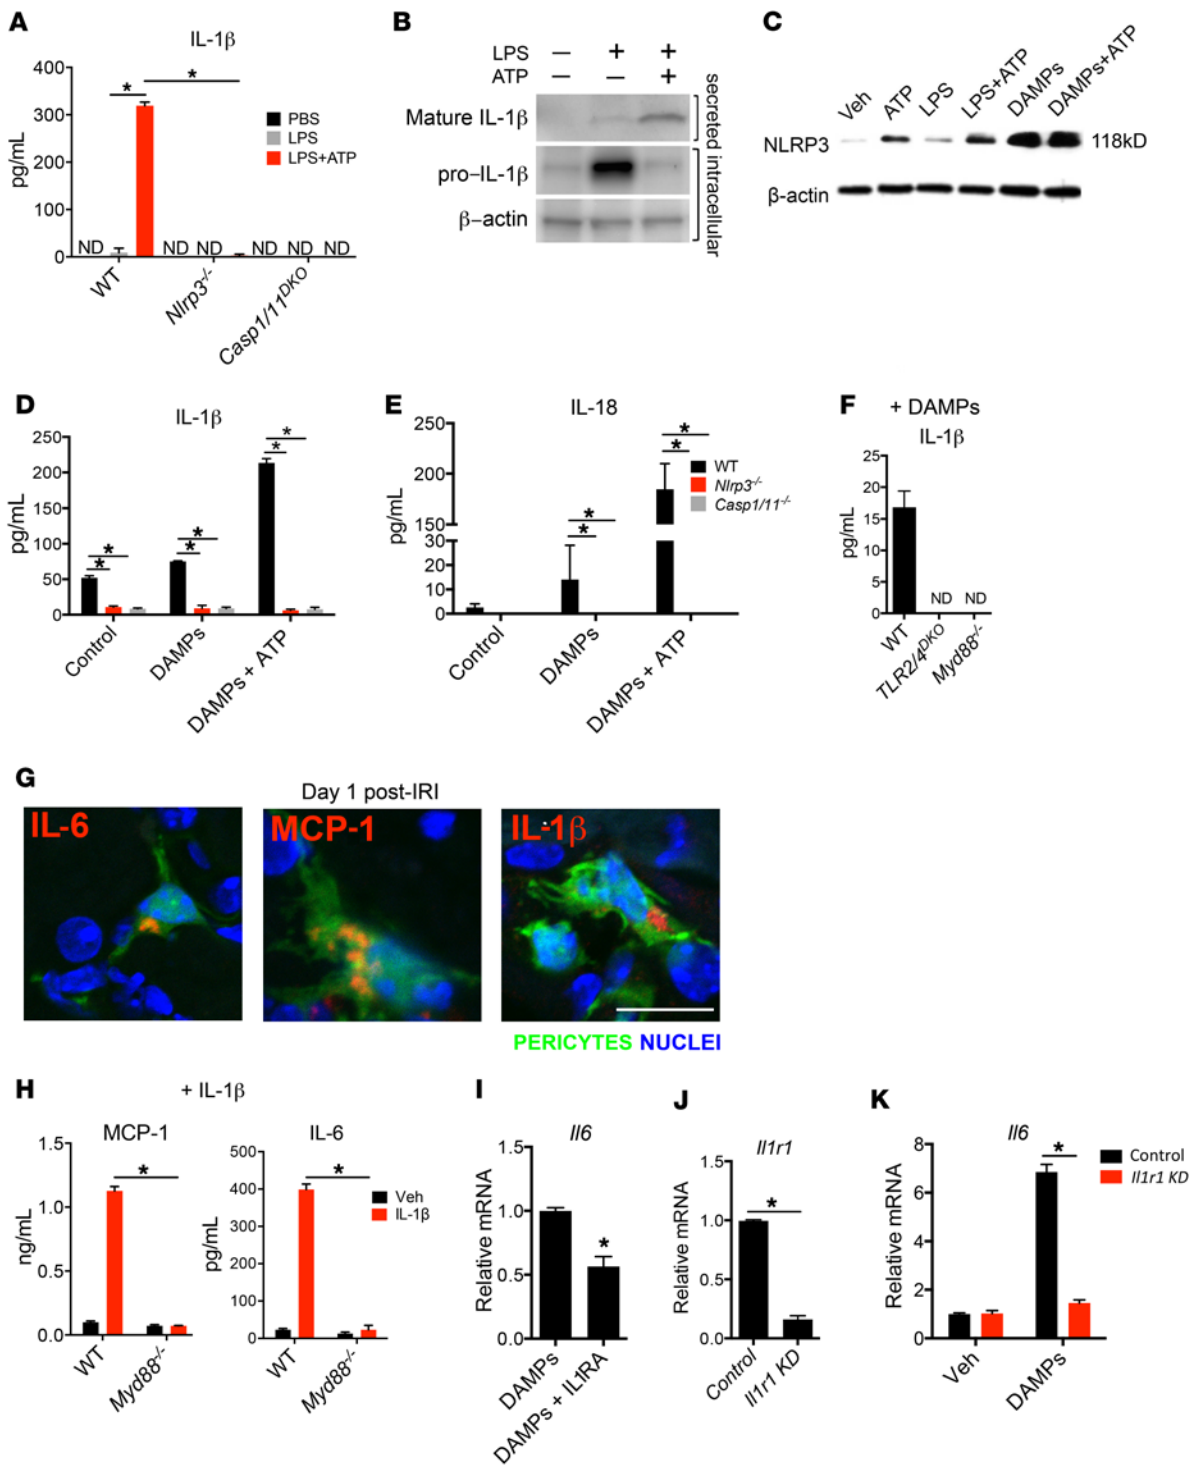 A
IL-1β
pg/mL
400
300
200
100
0
*
*
PBS
LPS
LPS+ATP
ND
ND
ND
ND
ND
ND
WT
Nlrp3-/-
Casp1/11DKO
B
LPS — + +
ATP — — +
Mature IL-1β
pro–IL-1β
β–actin
secreted
intracellular
C
Veh
ATP
LPS
LPS+ATP
DAMPs
DAMPs+ATP
NLRP3
118kD
β-actin
D
IL-1β
pg/mL
250
200
150
100
50
0
*
*
*
*
*
*
Control
DAMPs
DAMPs + ATP
E
IL-18
pg/mL
250
200
150
30
20
10
0
*
*
*
*
WT
Nlrp3-/-
Casp1/11-/-
Control
DAMPs
DAMPs + ATP
F
+ DAMPs
IL-1β
pg/mL
25
20
15
10
5
0
ND
ND
WT
TLR2/4DKO
Myd88-/-
G
Day 1 post-IRI
IL-6
MCP-1
IL-1β
PERICYTES NUCLEI
H
+ IL-1β
MCP-1
ng/mL
1.5
1.0
0.5
0.0
*
WT
Myd88-/-
IL-6
pg/mL
500
400
300
200
100
0
*
Veh
IL-1β
WT
Myd88-/-
I
Il6
Relative mRNA
1.5
1.0
0.5
0.0
*
DAMPs
DAMPs + IL1RA
J
Il1r1
Relative mRNA
1.5
1.0
0.5
0.0
*
Control
Il1r1 KD
K
Il6
Relative mRNA
8
6
4
2
0
*
Control
Il1r1 KD
Veh
DAMPs